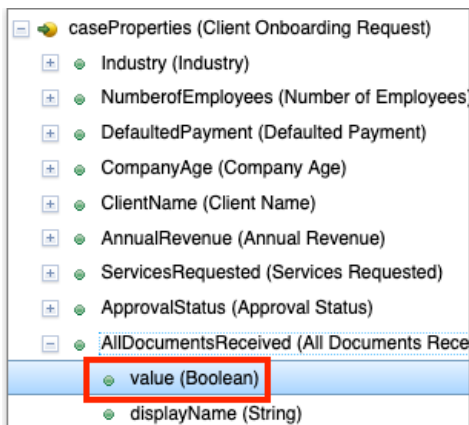 caseProperties (Client Onboarding Request)
Industry (Industry)
NumberofEmployees (Number of Employees)
DefaultedPayment (Defaulted Payment)
CompanyAge (Company Age)
ClientName (Client Name)
AnnualRevenue (Annual Revenue)
ServicesRequested (Services Requested)
ApprovalStatus (Approval Status)
AllDocumentsReceived (All Documents Rece
value (Boolean)
displayName (String)